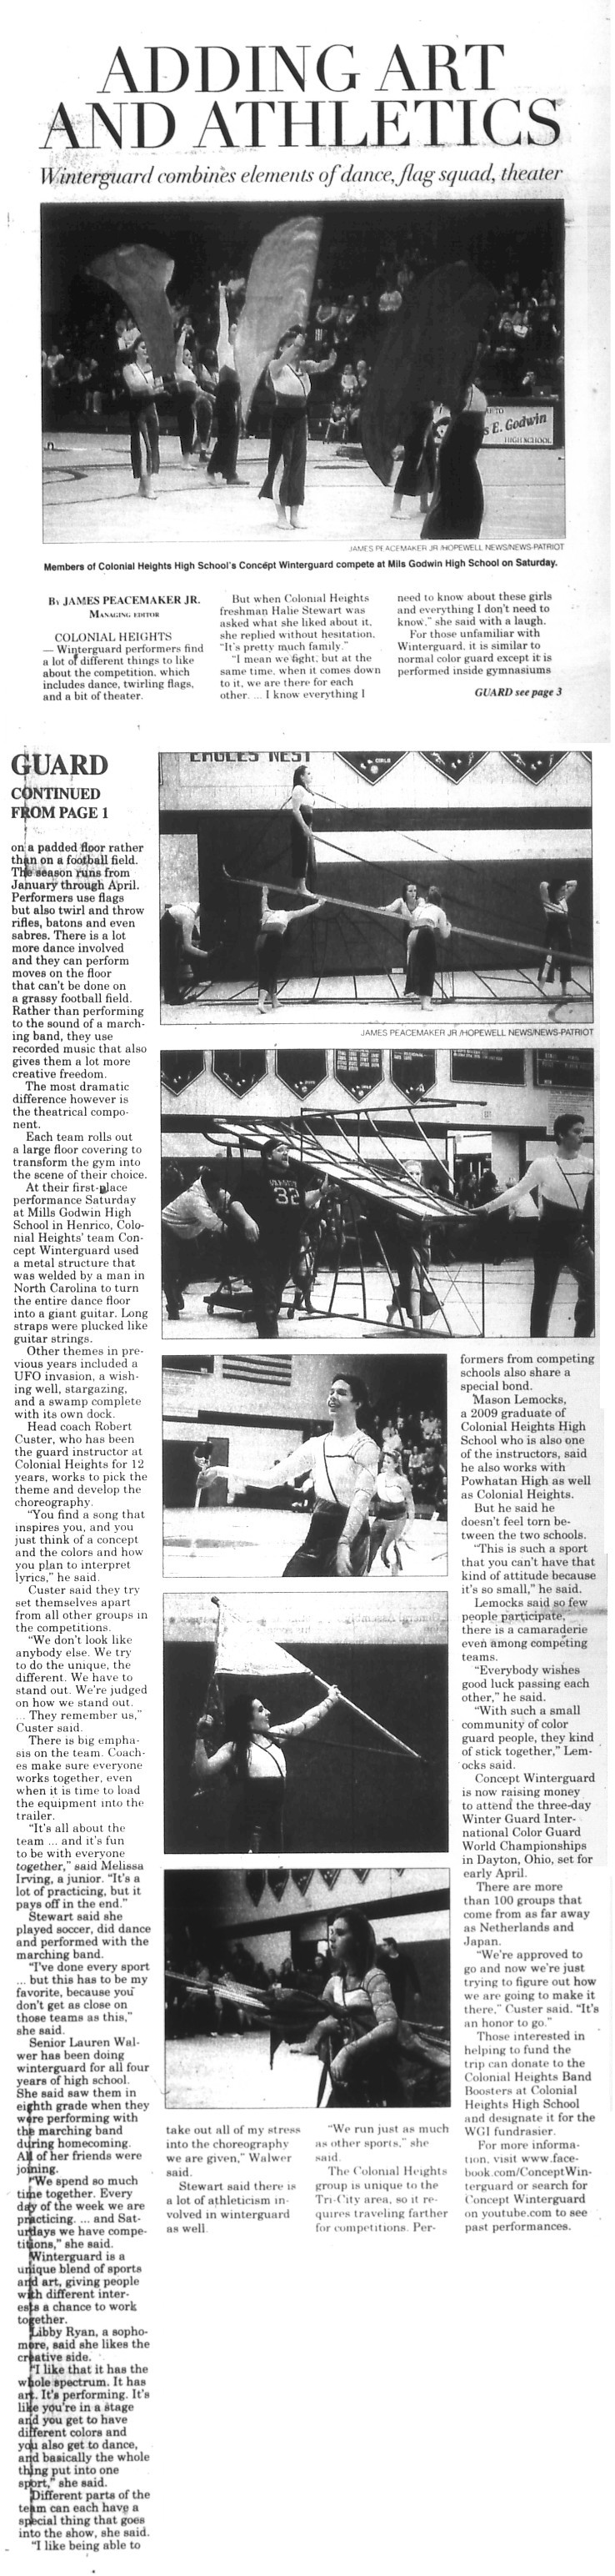 ADDING ART
AND ATHLETICS
Winterguard combines elements of dance, flag squad, theater
E TO
S E. Godwin
HIGH SCHOOL
JAMES PEACEMAKER JR /HOPEWELL NEWS/NEWS-PATRIOT
Members of Colonial Heights High School's Concept Winterguard compete at Mils Godwin High School on Saturday.
By JAMES PEACEMAKER JR.
MANAGING EDITOR
COLONIAL HEIGHTS
— Winterguard performers find
a lot of different things to like
about the competition, which
includes dance, twirling flags,
and a bit of theater.
But when Colonial Heights
freshman Halie Stewart was
asked what she liked about it,
she replied without hesitation,
"It's pretty much family."
"I mean we fight, but at the
same time, when it comes down
to it, we are there for each
other. ... I know everything I
need to know about these girls
and everything I don't need to
know," she said with a laugh.
For those unfamiliar with
Winterguard, it is similar to
normal color guard except it is
performed inside gymnasiums
GUARD see page 3
GUARD
CONTINUED
FROM PAGE 1
on a padded floor rather
than on a football field.
The season runs from
January through April.
Performers use flags
but also twirl and throw
rifles, batons and even
sabres. There is a lot
more dance involved
and they can perform
moves on the floor
that can't be done on
a grassy football field.
Rather than performing
to the sound of a march-
ing band, they use
recorded music that also
gives them a lot more
creative freedom.
The most dramatic
difference however is
the theatrical compo-
nent.
Each team rolls out
a large floor covering to
transform the gym into
the scene of their choice.
At their first-place
performance Saturday
at Mills Godwin High
School in Henrico, Colo-
nial Heights' team Con-
cept Winterguard used
a metal structure that
was welded by a man in
North Carolina to turn
the entire dance floor
into a giant guitar. Long
straps were plucked like
guitar strings.
Other themes in pre-
vious years included a
UFO invasion, a wish-
ing well, stargazing,
and a swamp complete
with its own dock.
Head coach Robert
Custer, who has been
the guard instructor at
Colonial Heights for 12
years, works to pick the
theme and develop the
choreography.
"You find a song that
inspires you, and you
just think of a concept
and the colors and how
you plan to interpret
lyrics," he said.
Custer said they try
set themselves apart
from all other groups in
the competitions.
"We don't look like
anybody else. We try
to do the unique, the
different. We have to
stand out. We're judged
on how we stand out.
... They remember us,"
Custer said.
There is big empha-
sis on the team. Coach-
es make sure everyone
works together, even
when it is time to load
the equipment into the
trailer.
"It's all about the
team ... and it's fun
to be with everyone
together," said Melissa
Irving, a junior. "It's a
lot of practicing, but it
pays off in the end."
Stewart said she
played soccer, did dance
and performed with the
marching band.
"I've done every sport
... but this has to be my
favorite, because you
don't get as close on
those teams as this,"
she said.
Senior Lauren Wal-
wer has been doing
winterguard for all four
years of high school.
She said saw them in
eighth grade when they
were performing with
the marching band
during homecoming.
All of her friends were
joining.
"We spend so much
time together. Every
day of the week we are
practicing. ... and Sat-
urdays we have compe-
titions," she said.
Winterguard is a
unique blend of sports
and art, giving people
with different inter-
ests a chance to work
together.
Libby Ryan, a sopho-
more, said she likes the
creative side.
"I like that it has the
whole spectrum. It has
art. It's performing. It's
like you're in a stage
and you get to have
different colors and
you also get to dance,
and basically the whole
thing put into one
sport," she said.
Different parts of the
team can each have a
special thing that goes
into the show, she said.
"I like being able to
EAGLES NEST
GIRLS
JAMES PEACEMAKER JR /HOPEWELL NEWS/NEWS-PATRIOT
32
take out all of my stress
into the choreography
we are given," Walwer
said.
Stewart said there is
a lot of athleticism in-
volved in winterguard
as well.
"We run just as much
as other sports," she
said.
The Colonial Heights
group is unique to the
Tri-City area, so it re-
quires traveling farther
for competitions. Per-
formers from competing
schools also share a
special bond.
Mason Lemocks,
a 2009 graduate of
Colonial Heights High
School who is also one
of the instructors, said
he also works with
Powhatan High as well
as Colonial Heights.
But he said he
doesn't feel torn be-
tween the two schools.
"This is such a sport
that you can't have that
kind of attitude because
it's so small," he said.
Lemocks said so few
people participate,
there is a camaraderie
even among competing
teams.
"Everybody wishes
good luck passing each
other," he said.
"With such a small
community of color
guard people, they kind
of stick together," Lem-
ocks said.
Concept Winterguard
is now raising money
to attend the three-day
Winter Guard Inter-
national Color Guard
World Championships
in Dayton, Ohio, set for
early April.
There are more
than 100 groups that
come from as far away
as Netherlands and
Japan.
"We're approved to
go and now we're just
trying to figure out how
we are going to make it
there," Custer said. "It's
an honor to go."
Those interested in
helping to fund the
trip can donate to the
Colonial Heights Band
Boosters at Colonial
Heights High School
and designate it for the
WGI fundrasier.
For more informa-
tion, visit www.face-
book.com/ConceptWin-
terguard or search for
Concept Winterguard
on youtube.com to see
past performances.